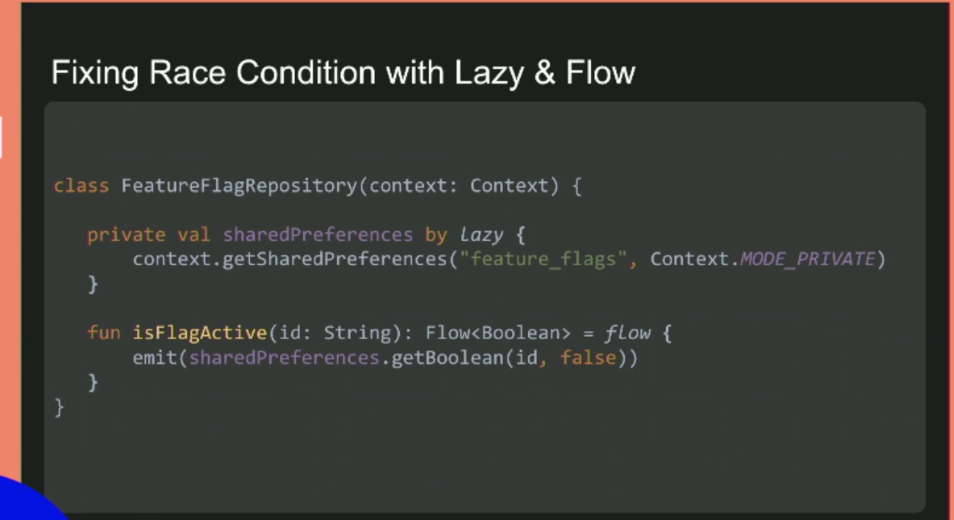 Fixing Race Condition with Lazy & Flow
class FeatureFlagRepository(context: Context) {
private val sharedPreferences by lazy {
context.getSharedPreferences("feature_flags", Context.MODE_PRIVATE)
}
fun isFlagActive(id: String): Flow<Boolean> = flow {
emit(sharedPreferences.getBoolean(id, false))
}
}